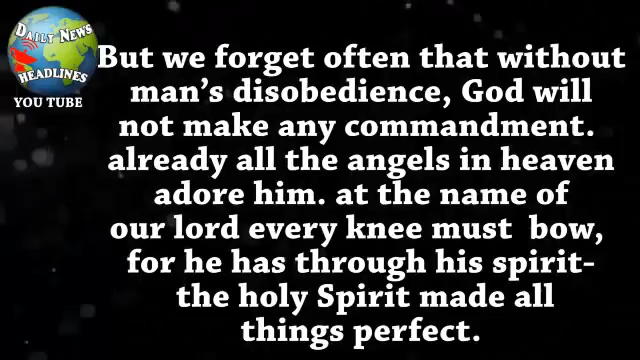 DAILY NEWS
HEADLINES
YOU TUBE
But we forget often that without
man’s disobedience, God will
not make any commandment.
already all the angels in heaven
adore him. at the name of
our lord every knee must  bow,
for he has through his spirit-
the holy Spirit made all
things perfect.